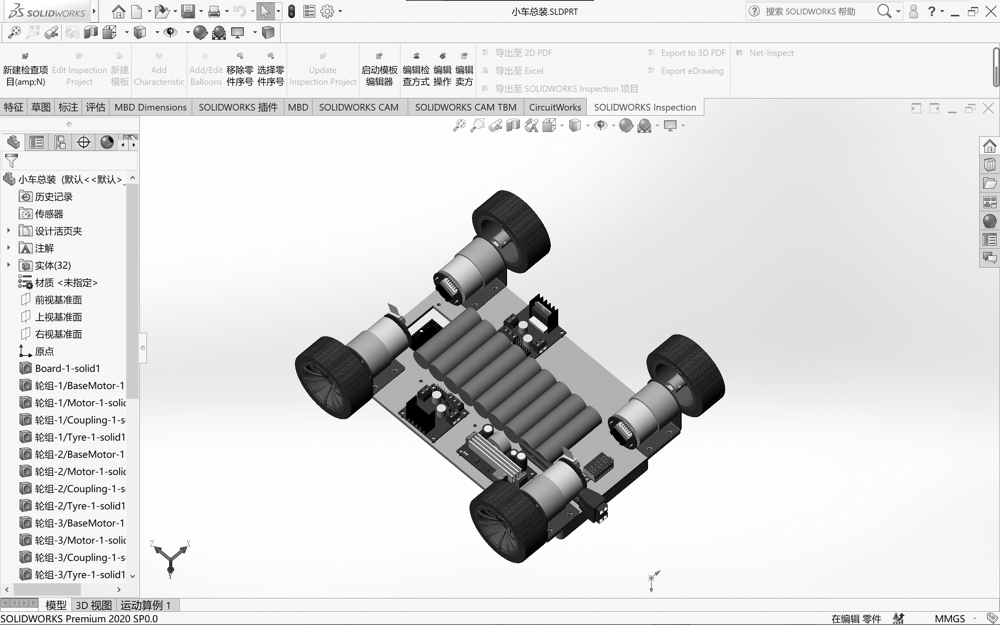 SOLIDWORKS
小车总装.SLDPRT
搜索 SOLIDWORKS 帮助
新建检查项目(amp;N)
Edit Inspection Project
新建模板
Add Characteristic
Add/Edit Balloons
移除零件序号
选择零件序号
Update Inspection Project
启动模板编辑器
编辑检查方式
编辑操作
编辑卖方
导出至 2D PDF
导出至 Excel
导出至 SOLIDWORKS Inspection 项目
Export to 3D PDF
Export eDrawing
Net-Inspect
特征
草图
标注
评估
MBD Dimensions
SOLIDWORKS 插件
MBD
SOLIDWORKS CAM
SOLIDWORKS CAM TBM
CircuitWorks
SOLIDWORKS Inspection
小车总装 (默认<<默认>_
历史记录
传感器
设计活页夹
注解
实体(32)
材质 <未指定>
前视基准面
上视基准面
右视基准面
原点
Board-1-solid1
轮组-1/BaseMotor-1
轮组-1/Motor-1-solid
轮组-1/Coupling-1-s
轮组-1/Tyre-1-solid1
轮组-2/BaseMotor-1
轮组-2/Motor-1-solid
轮组-2/Coupling-1-s
轮组-2/Tyre-1-solid1
轮组-3/BaseMotor-1
轮组-3/Motor-1-solid
轮组-3/Coupling-1-s
轮组-3/Tyre-1-solid1
Z
X
Y
模型
3D 视图
运动算例 1
SOLIDWORKS Premium 2020 SP0.0
在编辑 零件
MMGS